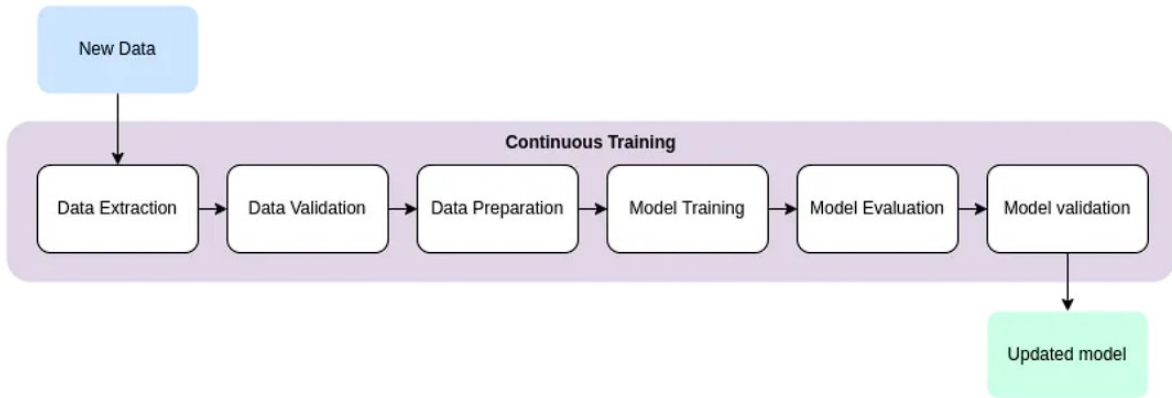 New Data
Continuous Training
Data Extraction
Data Validation
Data Preparation
Model Training
Model Evaluation
Model validation
Updated model